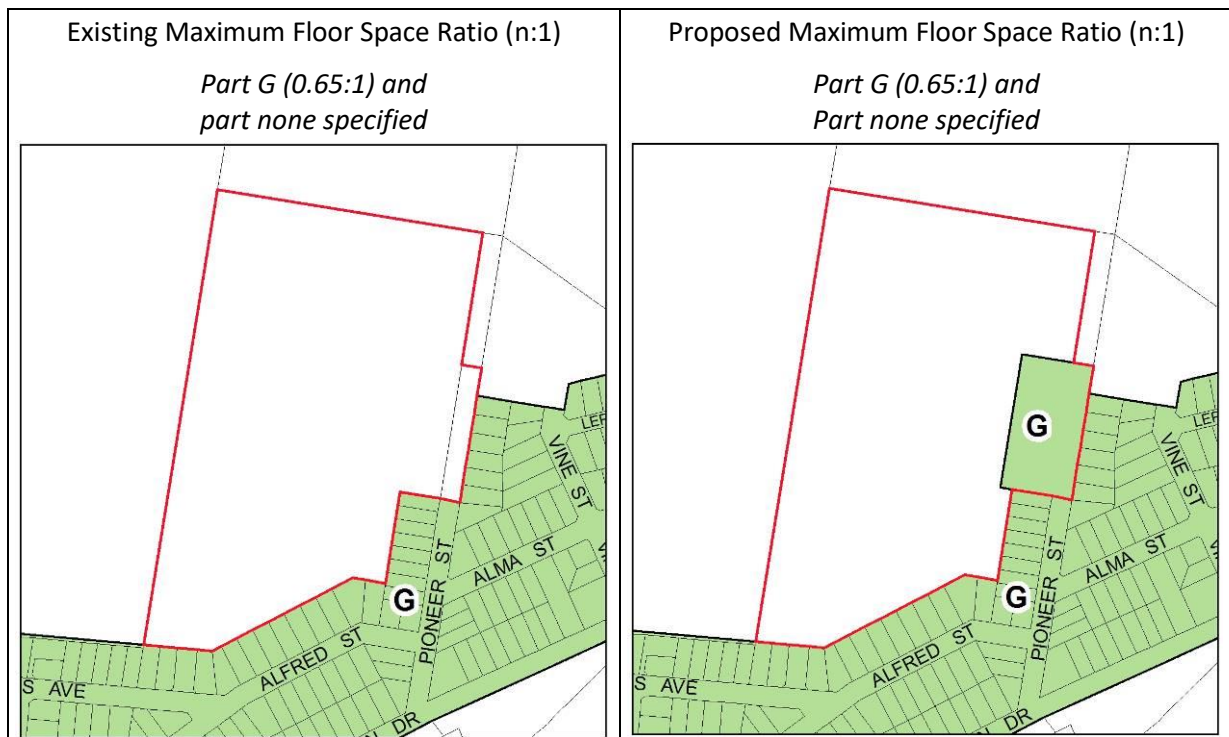 Existing Maximum Floor Space Ratio (n:1)
Part G (0.65:1) and
part none specified
G
PIONEER ST
ALMA ST
VINE ST
LEF
ALFRED ST
S AVE
DR
Proposed Maximum Floor Space Ratio (n:1)
Part G (0.65:1) and
Part none specified
G
G
PIONEER ST
ALMA ST
VINE ST
LEF
ALFRED ST
S AVE
DR